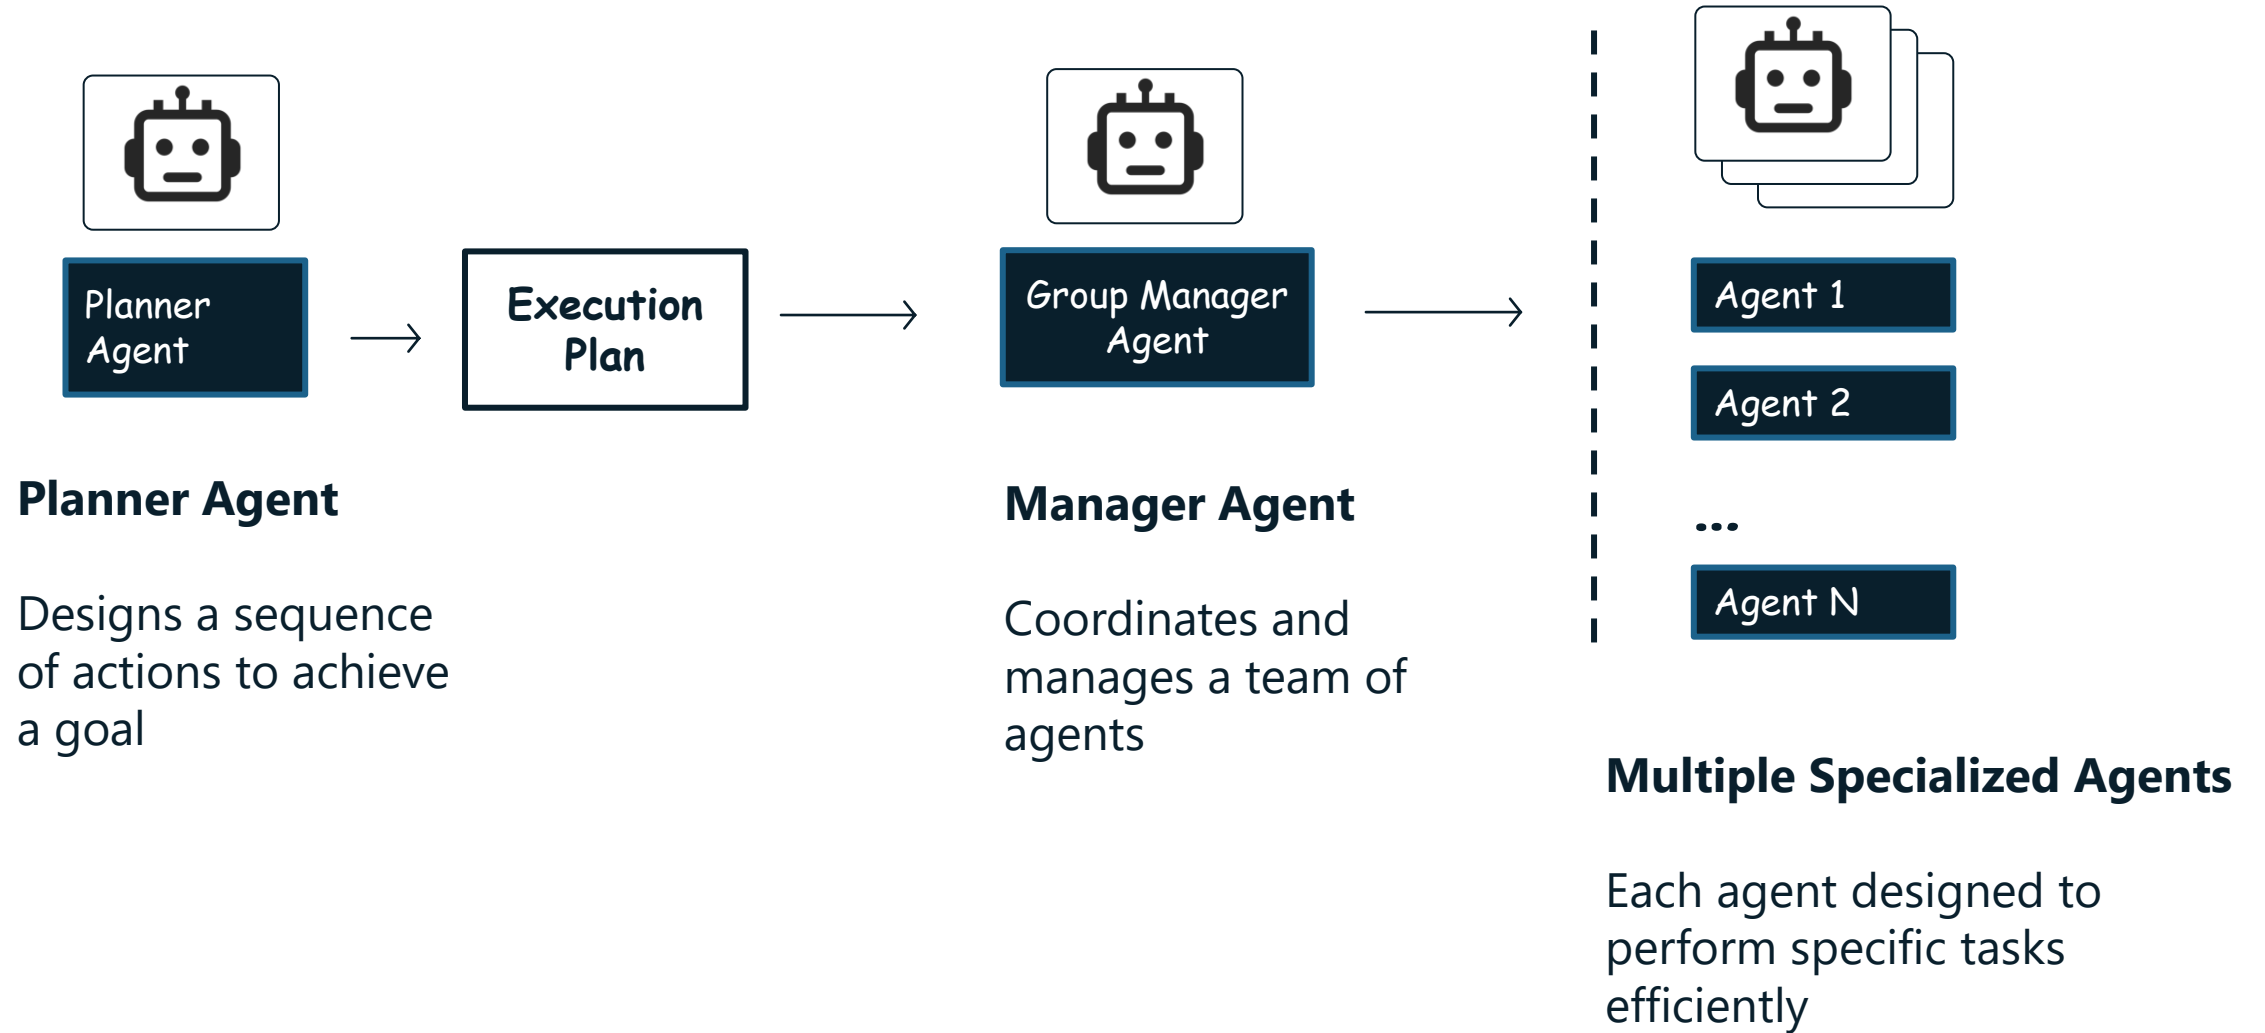 Planner
Agent
Execution
Plan
Group Manager
Agent
Agent 1
Agent 2
...
Agent N
Planner Agent
Designs a sequence
of actions to achieve
a goal
Manager Agent
Coordinates and
manages a team of
agents
Multiple Specialized Agents
Each agent designed to
perform specific tasks
efficiently